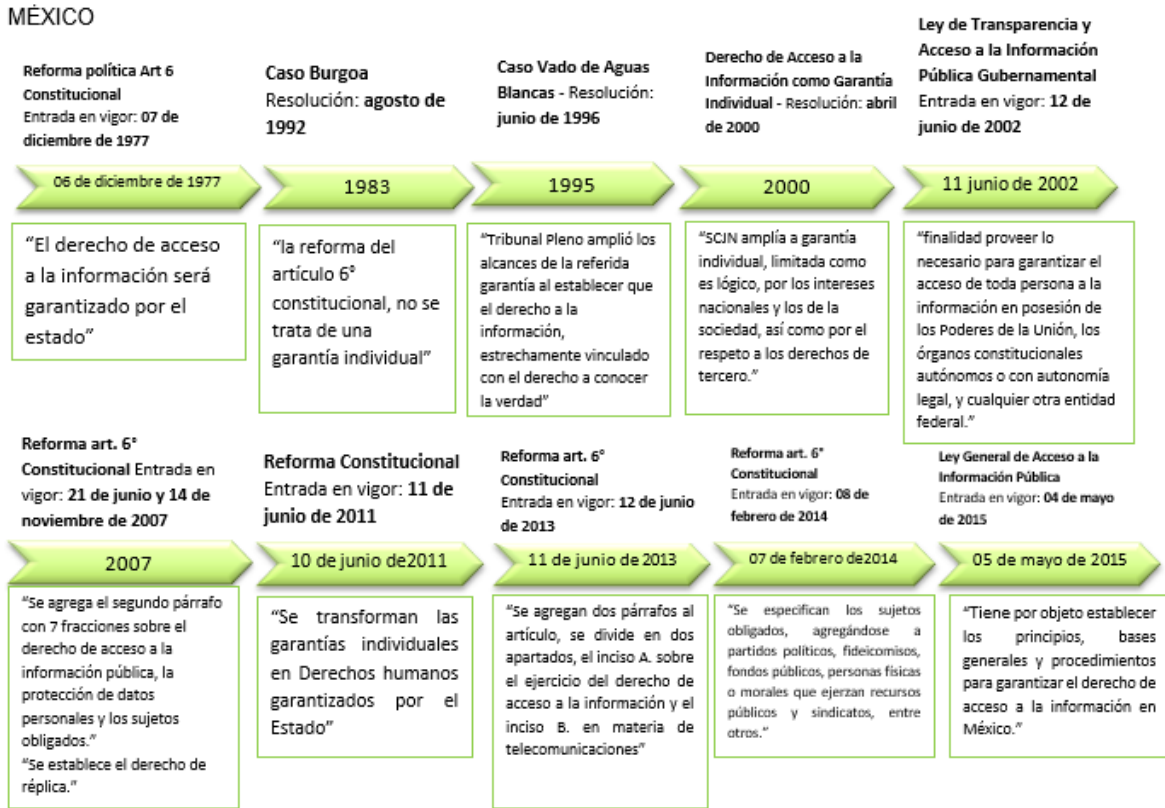 MÉXICO
Reforma política Art 6
Constitucional
Entrada en vigor: 07 de
diciembre de 1977
06 de diciembre de 1977
“El derecho de acceso
a la información será
garantizado por el
estado”
Caso Burgoa
Resolución: agosto de
1992
1983
“la reforma del
artículo 6°
constitucional, no se
trata de una
garantía individual”
Caso Vado de Aguas
Blancas - Resolución:
junio de 1996
1995
“Tribunal Pleno amplió los
alcances de la referida
garantía al establecer que
el derecho a la
información,
estrechamente vinculado
con el derecho a conocer
la verdad”
Derecho de Acceso a la
Información como Garantía
Individual - Resolución: abril
de 2000
2000
“SCJN amplía a garantía
individual, limitada como
es lógico, por los intereses
nacionales y los de la
sociedad, así como por el
respeto a los derechos de
tercero.”
Ley de Transparencia y
Acceso a la Información
Pública Gubernamental
Entrada en vigor: 12 de
junio de 2002
11 junio de 2002
“finalidad proveer lo
necesario para garantizar el
acceso de toda persona a la
información en posesión de
los Poderes de la Unión, los
órganos constitucionales
autónomos o con autonomía
legal, y cualquier otra entidad
federal.”
Reforma art. 6°
Constitucional Entrada en
vigor: 21 de junio y 14 de
noviembre de 2007
2007
“Se agrega el segundo párrafo
con 7 fracciones sobre el
derecho de acceso a la
información pública, la
protección de datos
personales y los sujetos
obligados.”
“Se establece el derecho de
réplica.”
Reforma Constitucional
Entrada en vigor: 11 de
junio de 2011
10 de junio de2011
“Se transforman las
garantías individuales
en Derechos humanos
garantizados por el
Estado”
Reforma art. 6°
Constitucional
Entrada en vigor: 12 de junio
de 2013
11 de junio de 2013
“Se agregan dos párrafos al
artículo, se divide en dos
apartados, el inciso A. sobre
el ejercicio del derecho de
acceso a la información y el
inciso B. en materia de
telecomunicaciones”
Reforma art. 6°
Constitucional
Entrada en vigor: 08 de
febrero de 2014
07 de febrero de2014
“Se especifican los sujetos
obligados, agregándose a
partidos políticos, fideicomisos,
fondos públicos, personas físicas
o morales que ejerzan recursos
públicos y sindicatos, entre
otros.”
Ley General de Acceso a la
Información Pública
Entrada en vigor: 04 de mayo
de 2015
05 de mayo de 2015
“Tiene por objeto establecer
los principios, bases
generales y procedimientos
para garantizar el derecho de
acceso a la información en
México.”